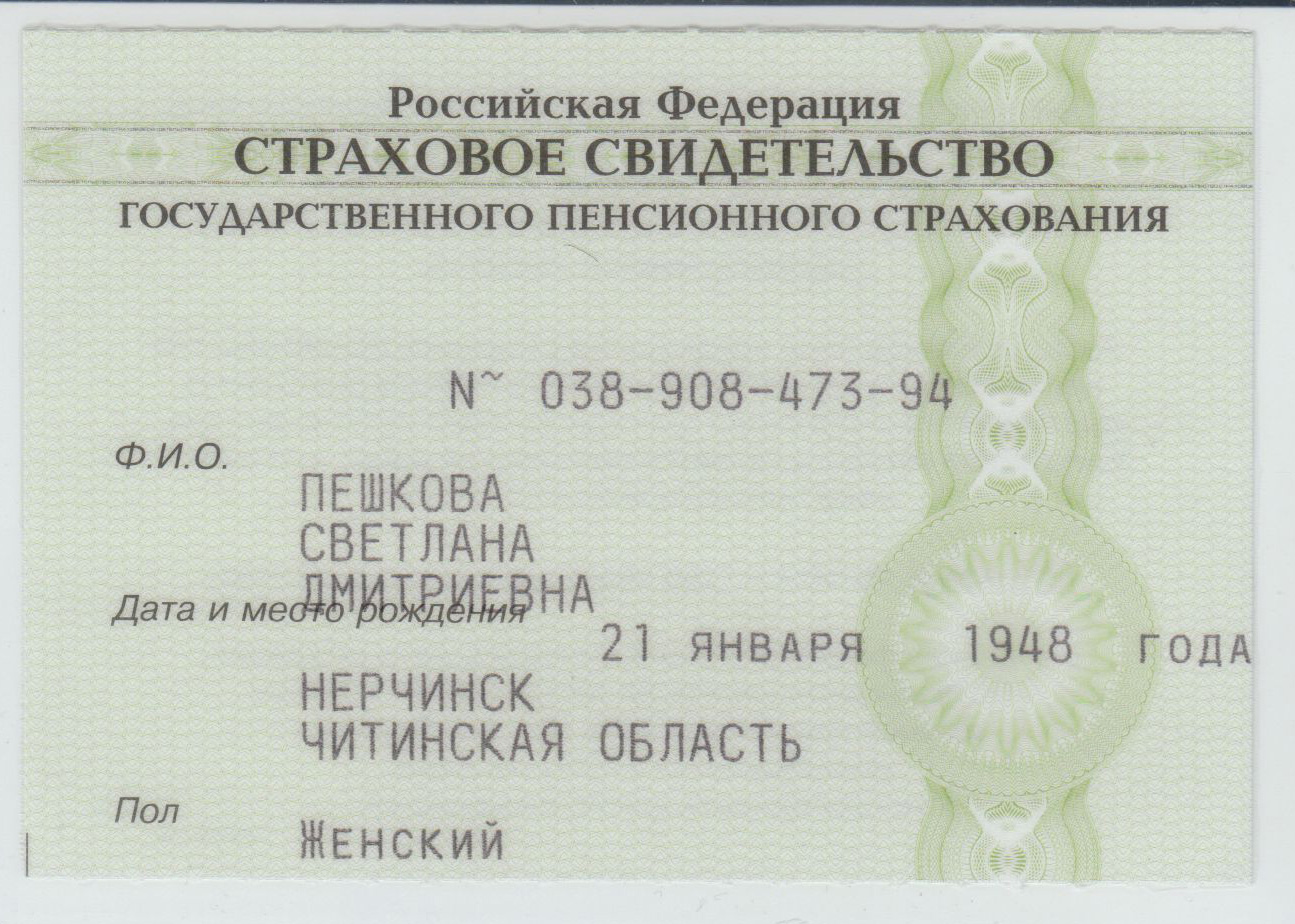 Российская Федерация
СТРАХОВОЕ СВИДЕТЕЛЬСТВО
ГОСУДАРСТВЕННОГО ПЕНСИОННОГО СТРАХОВАНИЯ
N~ 038-908-473-94
Ф.И.О.
ПЕШКОВА
СВЕТЛАНА
ДМИТРИЕВНА
Дата и место рождения
21 ЯНВАРЯ 1948 ГОДА
НЕРЧИНСК
ЧИТИНСКАЯ ОБЛАСТЬ
Пол
ЖЕНСКИЙ